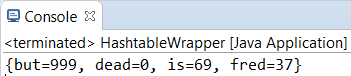 Console
<terminated> HashtableWrapper [Java Application]
{but=999, dead=0, is=69, fred=37}